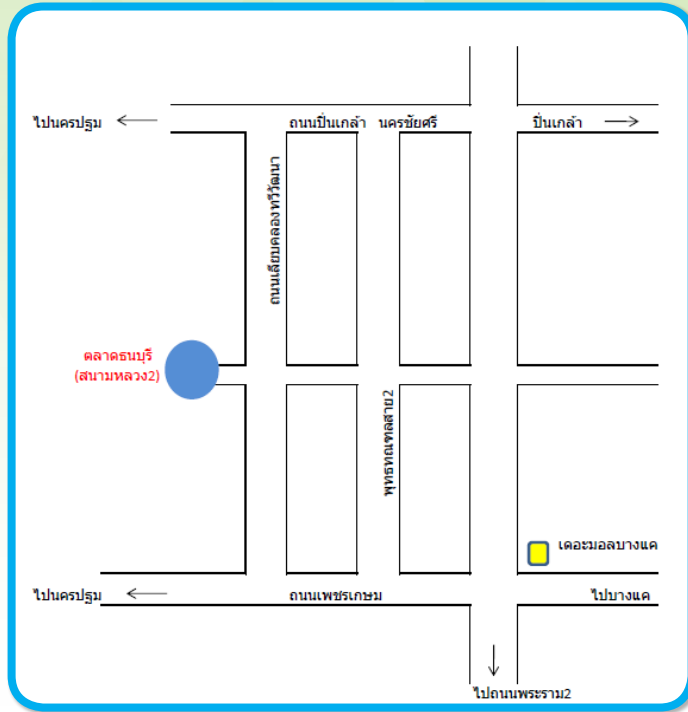 ไปนครปฐม
ถนนปิ่นเกล้า นครชัยศรี
ปิ่นเกล้า
ถนนเลียบคลองทวีวัฒนา
ตลาดธนบุรี
(สนามหลวง2)
พุทธทณฑลสาย2
เดอะมอลบางแค
ไปนครปฐม
ถนนเพชรเกษม
ไปบางแค
ไปถนนพระราม2